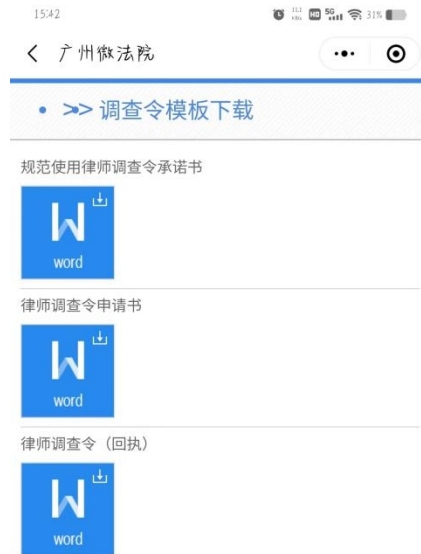 15:42
HD 5G 31%
广州微法院
• >> 调查令模板下载
规范使用律师调查令承诺书
W
word
律师调查令申请书
W
word
律师调查令（回执）
W
word